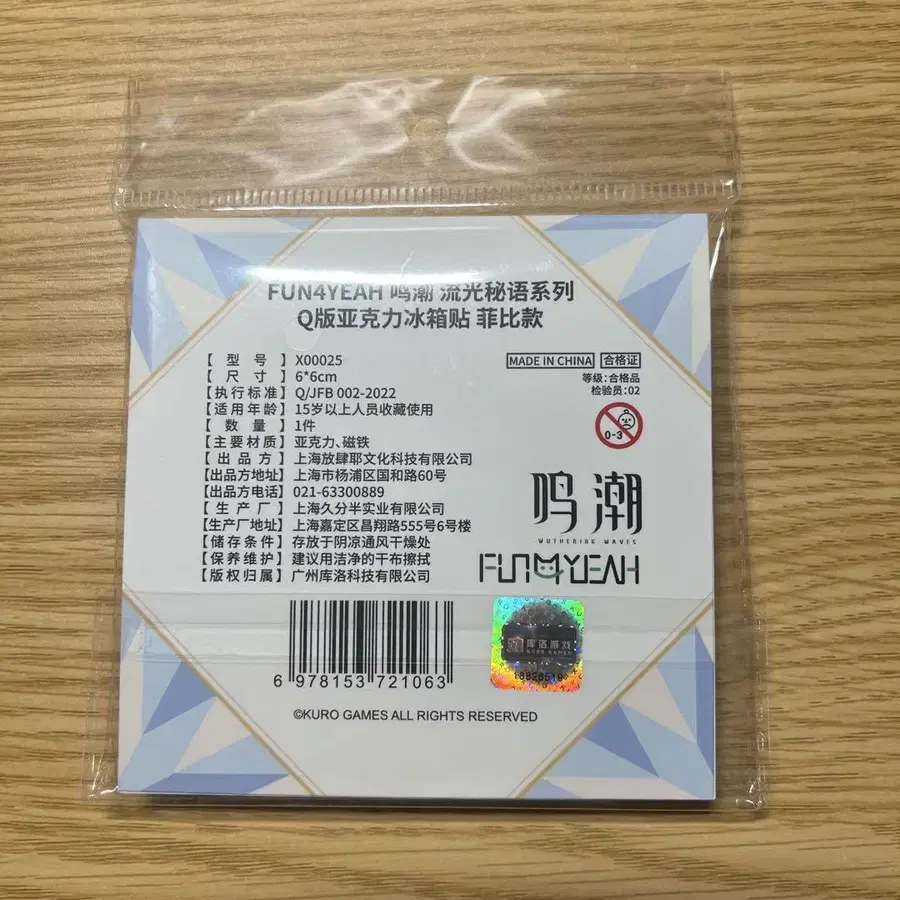 FUN4YEAH 鸣潮 流光秘语系列
Q版亚克力冰箱贴 菲比款
【型号】X00025
【尺寸】6*6cm
【执行标准】Q/JFB 002-2022
【适用年龄】15岁以上人员收藏使用
【数量】1件
【主要材质】亚克力、磁铁
【出品方】上海放肆耶文化科技有限公司
【出品方地址】上海市杨浦区国和路60号
【出品方电话】021-63300889
【生产厂】上海久分半实业有限公司
【生产厂地址】上海嘉定区昌翔路555号6号楼
【储存条件】存放于阴凉通风干燥处
【保养维护】建议用洁净的干布擦拭
【版权归属】广州库洛科技有限公司
MADE IN CHINA 合格证
等级:合格品
检验员:02
0-3
鸣潮
WUTHERING WAVES
FUN4YEAH
库洛游戏
KURO GAMES
6 978153 721063
©KURO GAMES ALL RIGHTS RESERVED